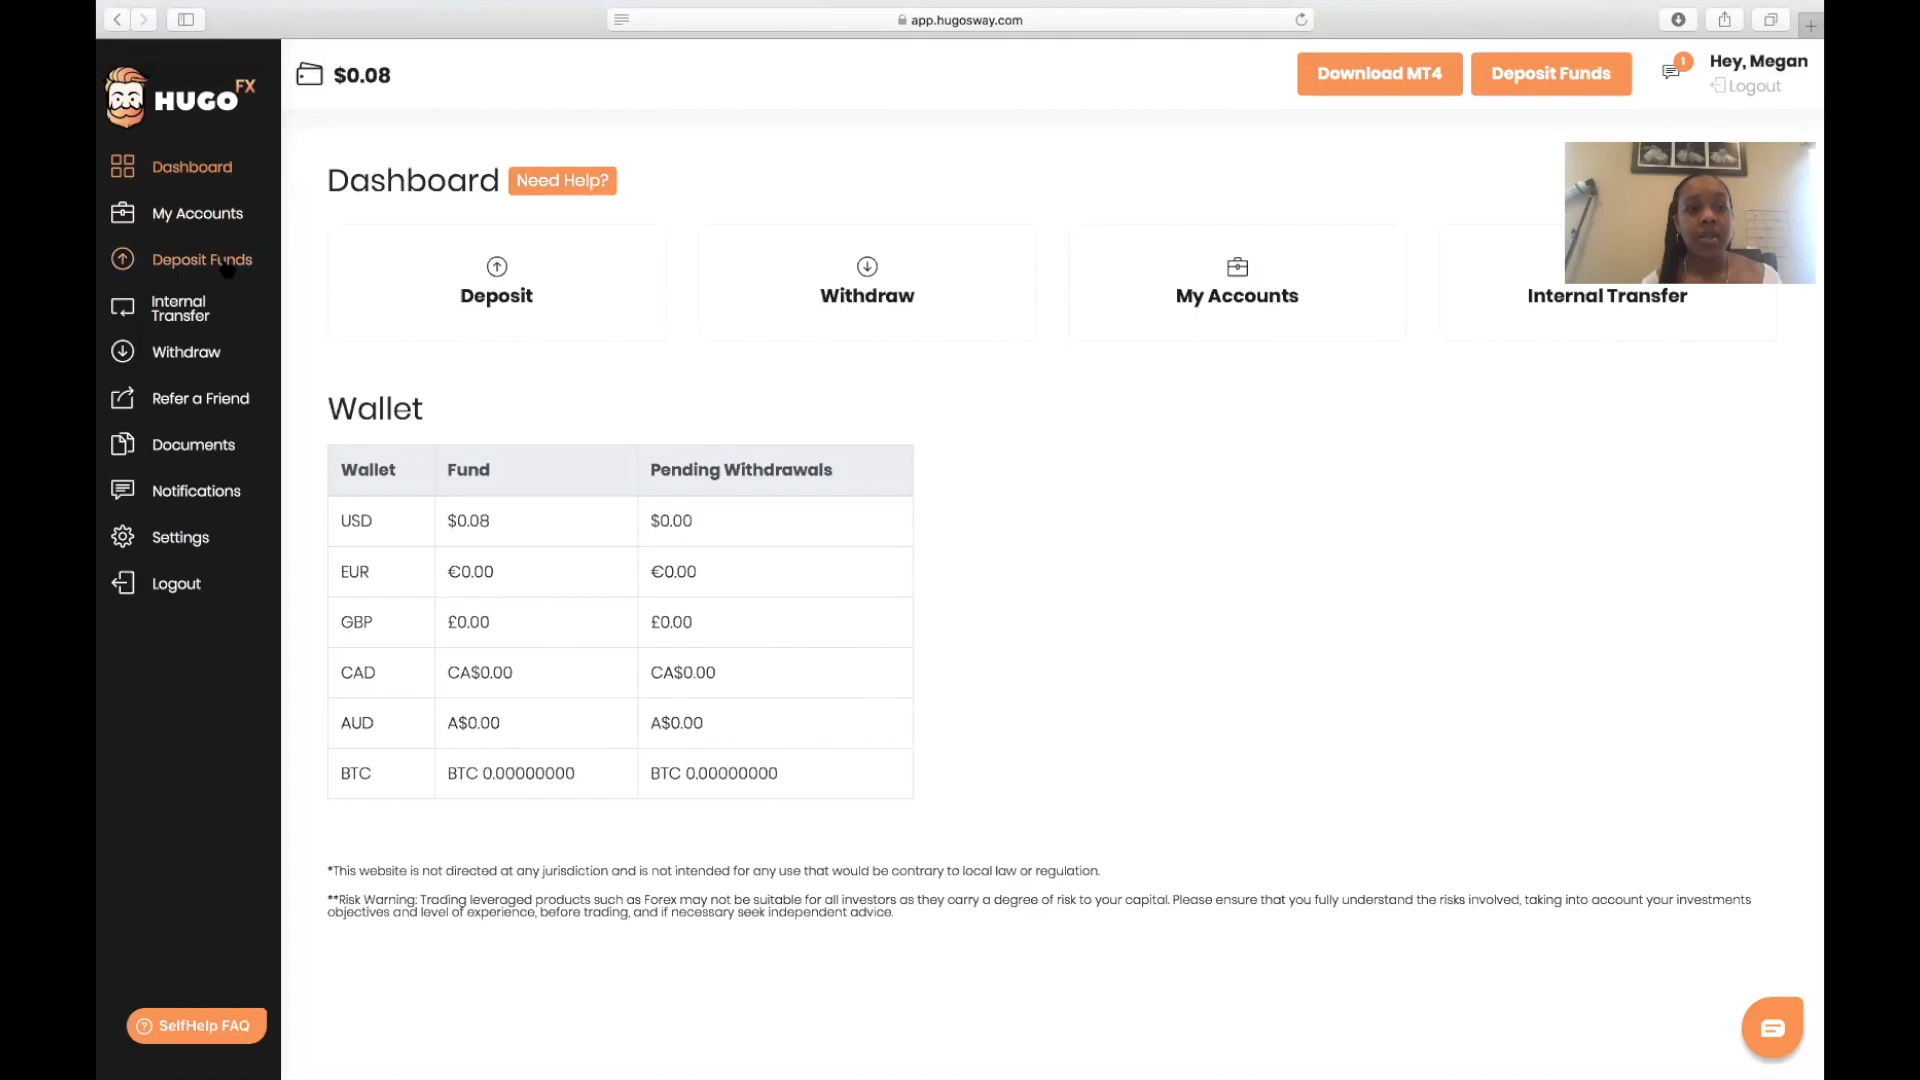 app.hugosway.com
HUGO FX
$0.08
Download MT4
Deposit Funds
1
Hey, Megan
Logout
Dashboard
My Accounts
Deposit Funds
Internal
Transfer
Withdraw
Refer a Friend
Documents
Notifications
Settings
Logout
SelfHelp FAQ
Dashboard
Need Help?
Deposit
Withdraw
My Accounts
Internal Transfer
Wallet
Wallet Fund Pending Withdrawals
USD $0.08 $0.00
EUR €0.00 €0.00
GBP £0.00 £0.00
CAD CA$0.00 CA$0.00
AUD A$0.00 A$0.00
BTC BTC 0.00000000 BTC 0.00000000
*This website is not directed at any jurisdiction and is not intended for any use that would be contrary to local law or regulation.
**Risk Warning: Trading leveraged products such as Forex may not be suitable for all investors as they carry a degree of risk to your capital. Please ensure that you fully understand the risks involved, taking into account your investments
objectives and level of experience, before trading, and if necessary seek independent advice.